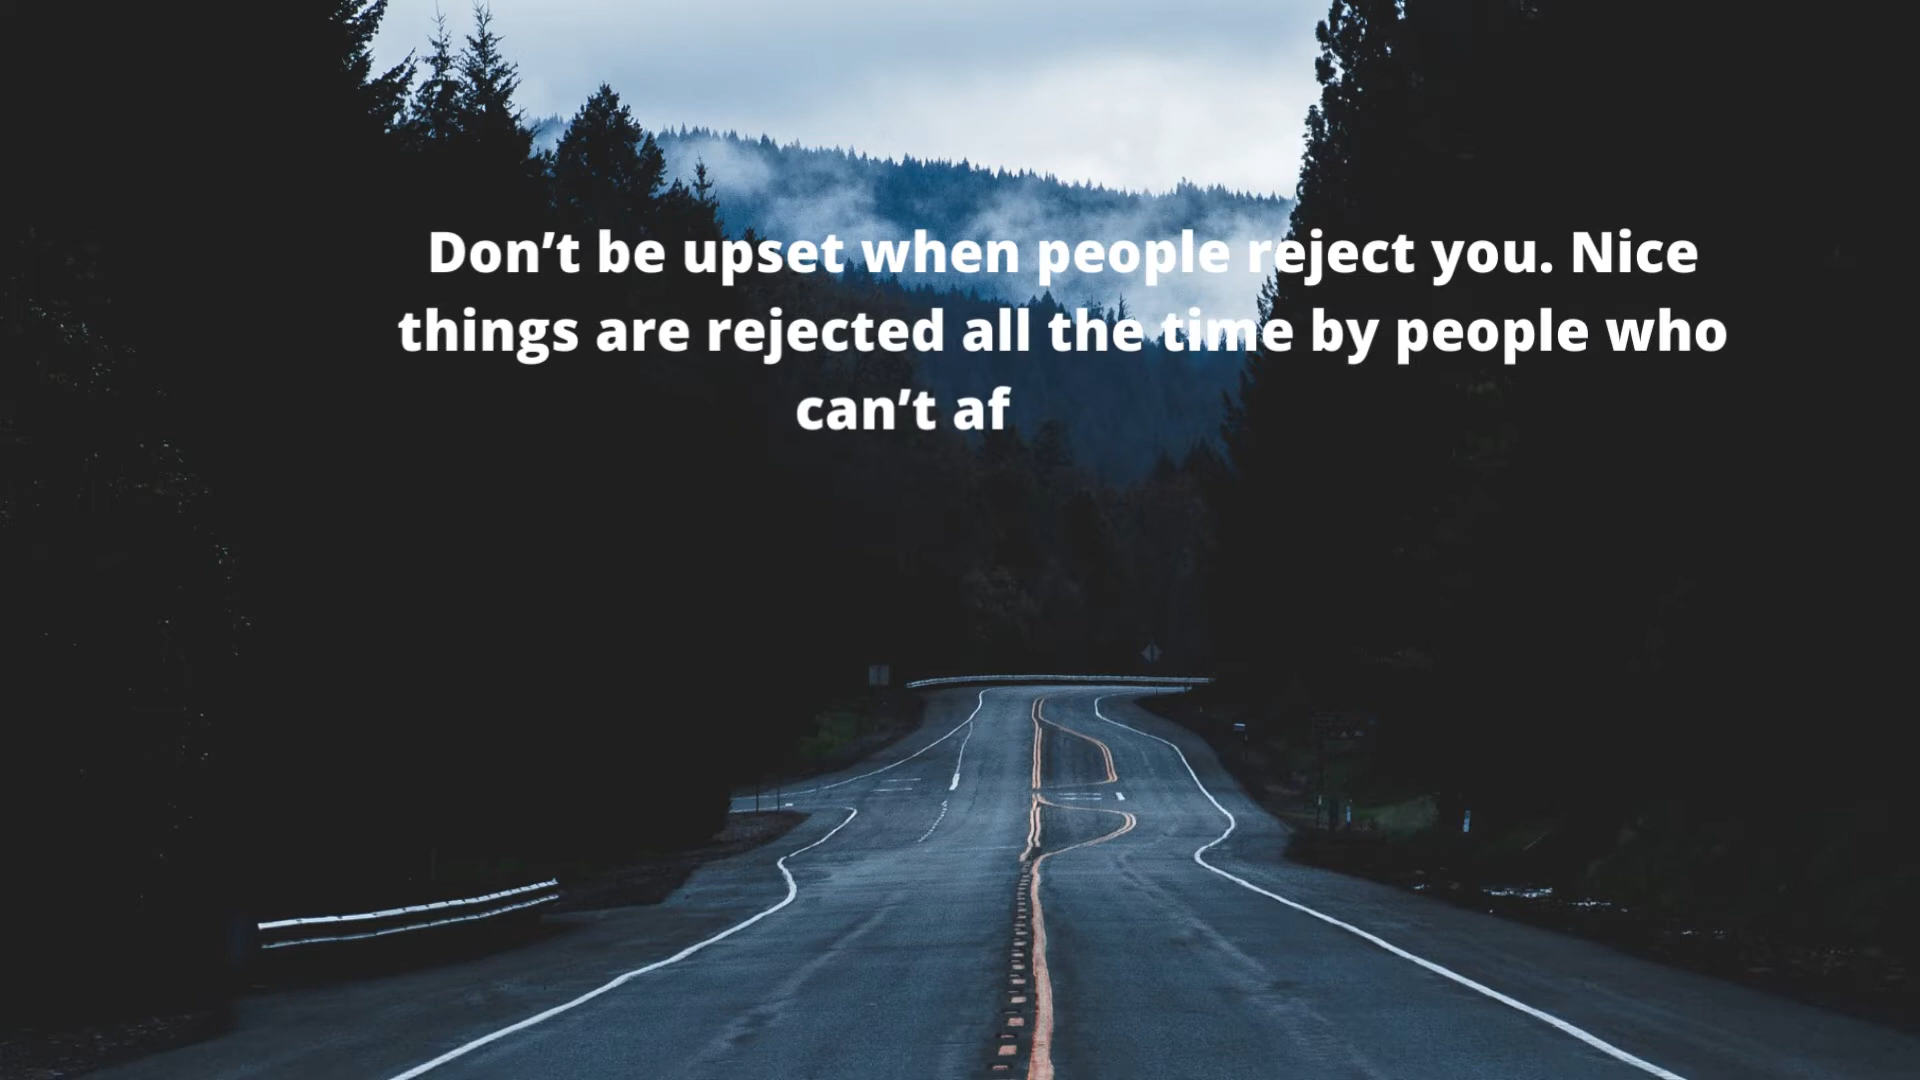 Don’t be upset when people reject you. Nice
things are rejected all the time by people who
can’t af